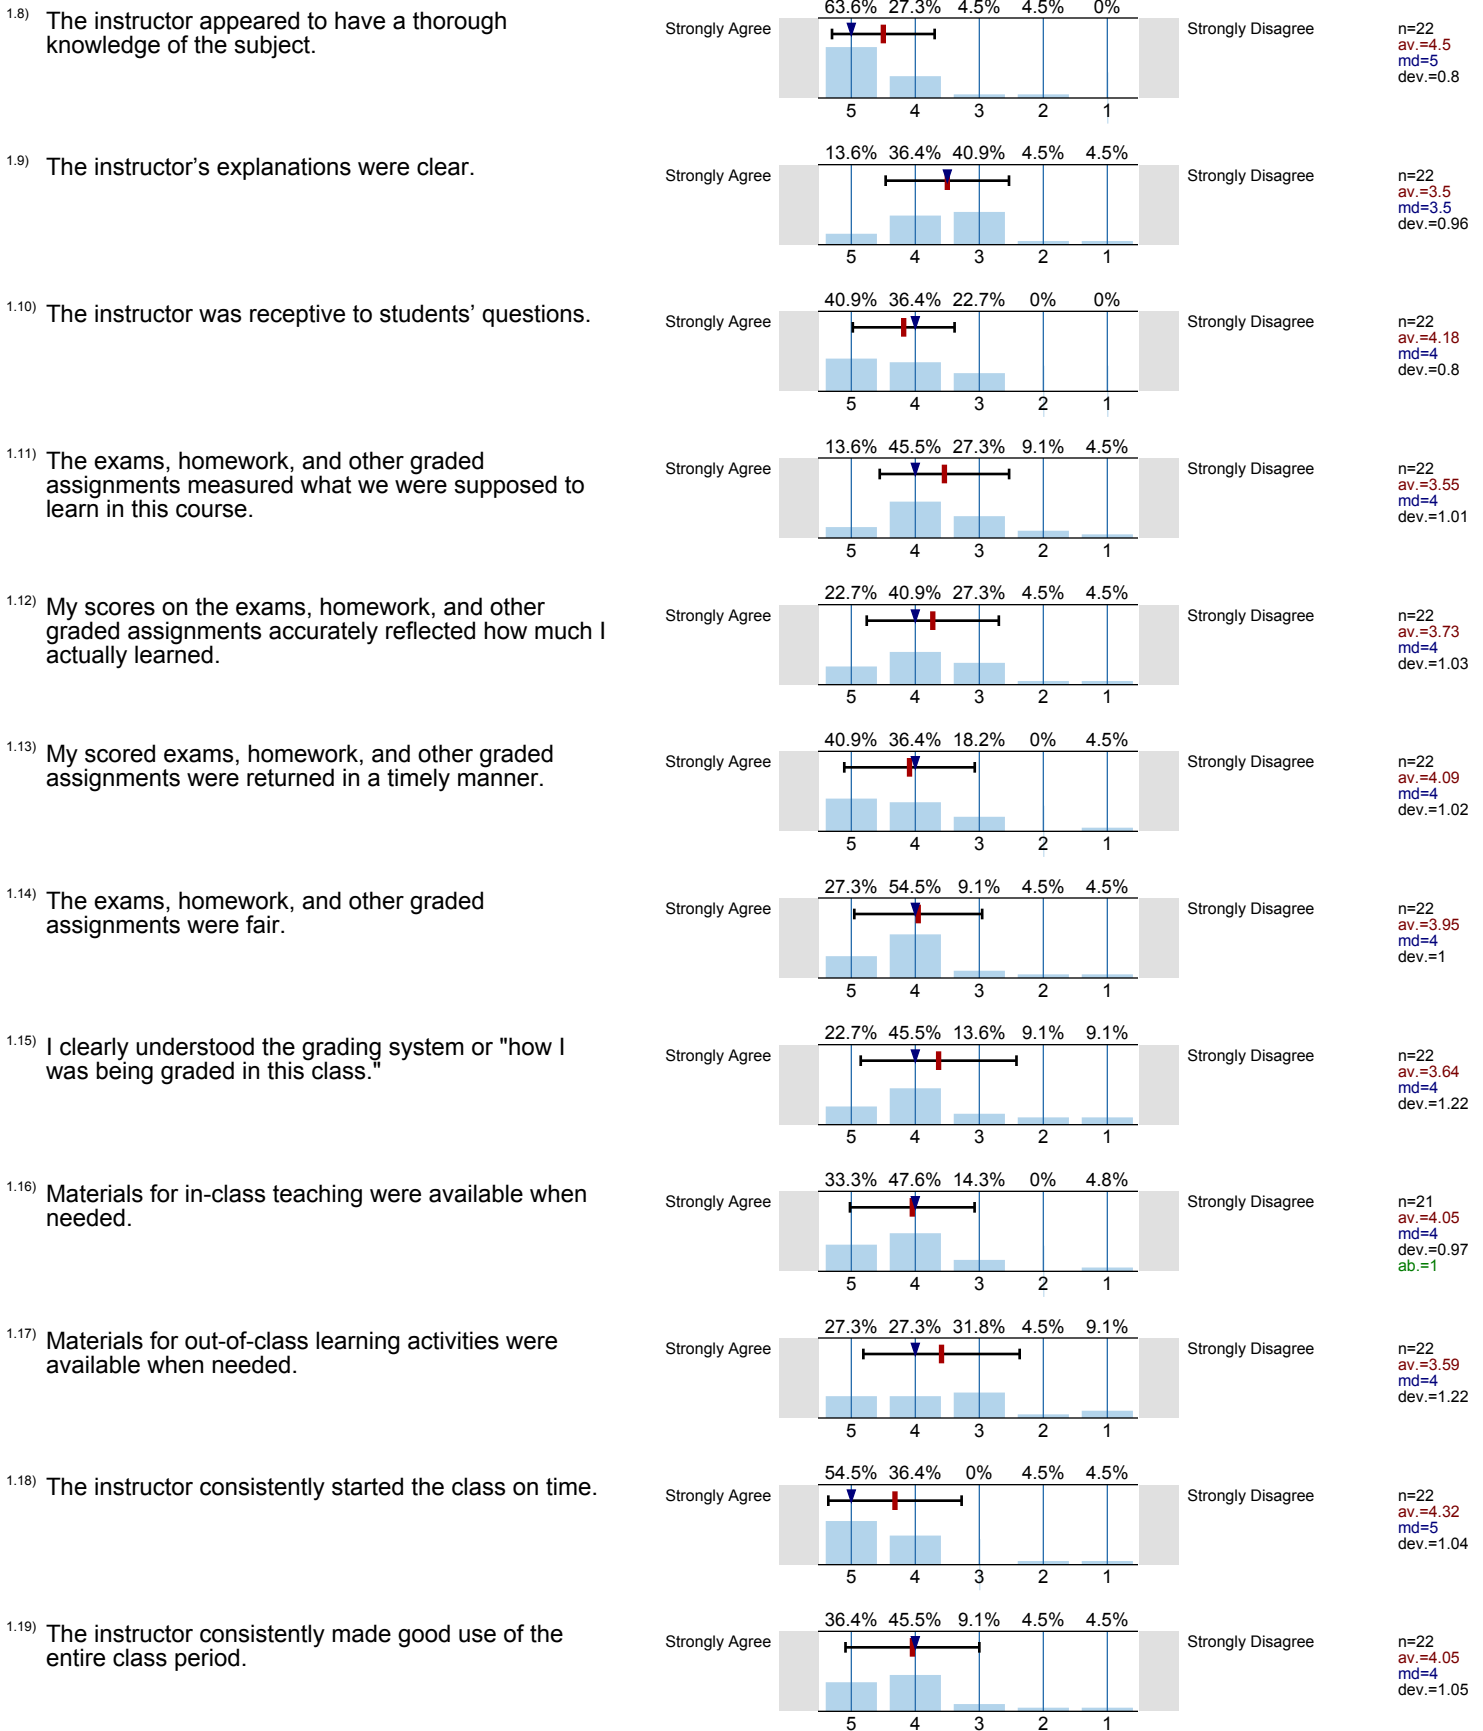 1.8) The instructor appeared to have a thorough
knowledge of the subject.
63.6% 27.3% 4.5% 4.5% 0%
Strongly Agree Strongly Disagree
n=22
av.=4.5
md=5
dev.=0.8
5 4 3 2 1
1.9) The instructor’s explanations were clear.
13.6% 36.4% 40.9% 4.5% 4.5%
Strongly Agree Strongly Disagree
n=22
av.=3.5
md=3.5
dev.=0.96
5 4 3 2 1
1.10) The instructor was receptive to students’ questions.
40.9% 36.4% 22.7% 0% 0%
Strongly Agree Strongly Disagree
n=22
av.=4.18
md=4
dev.=0.8
5 4 3 2 1
1.11) The exams, homework, and other graded
assignments measured what we were supposed to
learn in this course.
13.6% 45.5% 27.3% 9.1% 4.5%
Strongly Agree Strongly Disagree
n=22
av.=3.55
md=4
dev.=1.01
5 4 3 2 1
1.12) My scores on the exams, homework, and other
graded assignments accurately reflected how much I
actually learned.
22.7% 40.9% 27.3% 4.5% 4.5%
Strongly Agree Strongly Disagree
n=22
av.=3.73
md=4
dev.=1.03
5 4 3 2 1
1.13) My scored exams, homework, and other graded
assignments were returned in a timely manner.
40.9% 36.4% 18.2% 0% 4.5%
Strongly Agree Strongly Disagree
n=22
av.=4.09
md=4
dev.=1.02
5 4 3 2 1
1.14) The exams, homework, and other graded
assignments were fair.
27.3% 54.5% 9.1% 4.5% 4.5%
Strongly Agree Strongly Disagree
n=22
av.=3.95
md=4
dev.=1
5 4 3 2 1
1.15) I clearly understood the grading system or "how I
was being graded in this class."
22.7% 45.5% 13.6% 9.1% 9.1%
Strongly Agree Strongly Disagree
n=22
av.=3.64
md=4
dev.=1.22
5 4 3 2 1
1.16) Materials for in-class teaching were available when
needed.
33.3% 47.6% 14.3% 0% 4.8%
Strongly Agree Strongly Disagree
n=21
av.=4.05
md=4
dev.=0.97
ab.=1
5 4 3 2 1
1.17) Materials for out-of-class learning activities were
available when needed.
27.3% 27.3% 31.8% 4.5% 9.1%
Strongly Agree Strongly Disagree
n=22
av.=3.59
md=4
dev.=1.22
5 4 3 2 1
1.18) The instructor consistently started the class on time.
54.5% 36.4% 0% 4.5% 4.5%
Strongly Agree Strongly Disagree
n=22
av.=4.32
md=5
dev.=1.04
5 4 3 2 1
1.19) The instructor consistently made good use of the
entire class period.
36.4% 45.5% 9.1% 4.5% 4.5%
Strongly Agree Strongly Disagree
n=22
av.=4.05
md=4
dev.=1.05
5 4 3 2 1